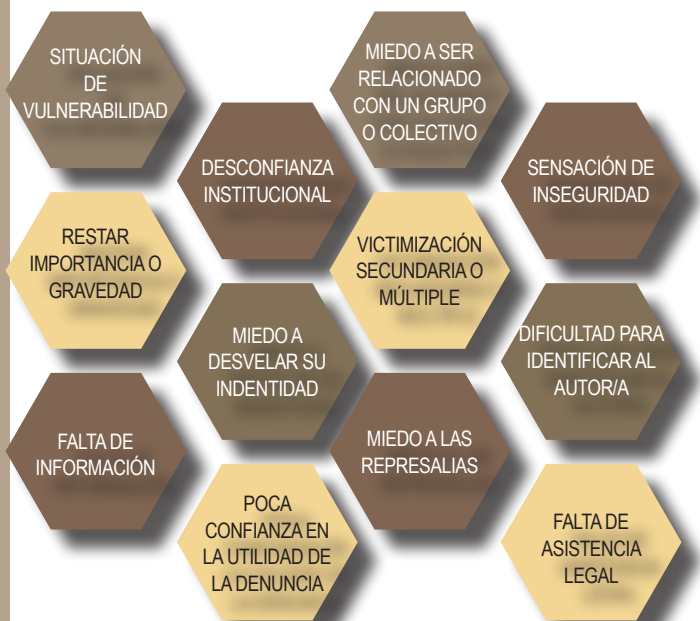 SITUACIÓN
DE
VULNERABILIDAD
MIEDO A SER
RELACIONADO
CON UN GRUPO
O COLECTIVO
DESCONFIANZA
INSTITUCIONAL
SENSACIÓN DE
INSEGURIDAD
RESTAR
IMPORTANCIA O
GRAVEDAD
VICTIMIZACIÓN
SECUNDARIA O
MÚLTIPLE
MIEDO A
DESVELAR SU
INDENTIDAD
DIFICULTAD PARA
IDENTIFICAR AL
AUTOR/A
FALTA DE
INFORMACIÓN
MIEDO A LAS
REPRESALIAS
POCA
CONFIANZA EN
LA UTILIDAD DE
LA DENUNCIA
FALTA DE
ASISTENCIA
LEGAL